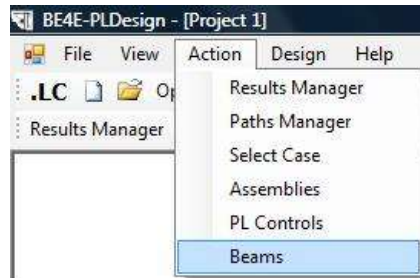 BE4E-PLDesign - [Project 1]
File View Action Design Help
.LC
Results Manager
Results Manager
Paths Manager
Select Case
Assemblies
PL Controls
Beams